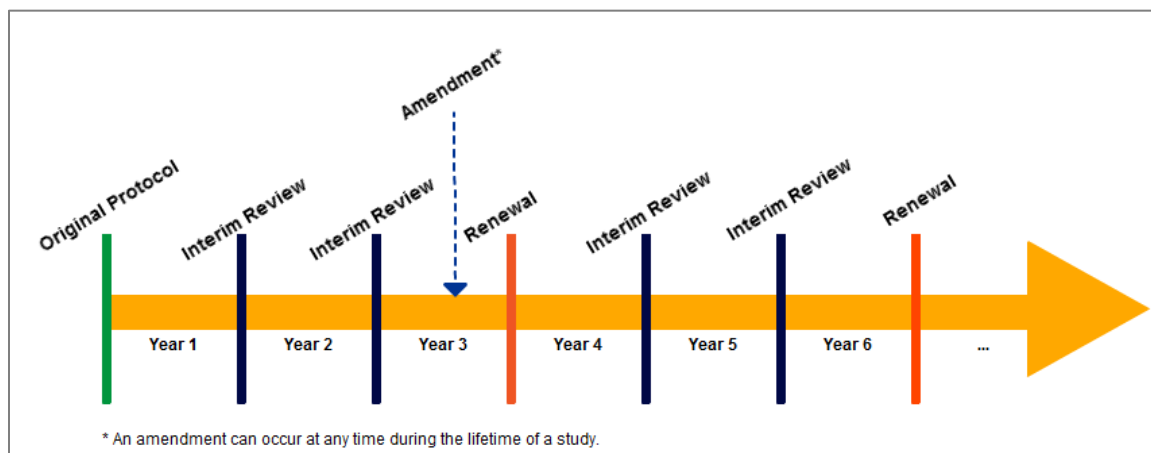 Amendment*
Original Protocol
Interim Review
Interim Review
Renewal
Interim Review
Interim Review
Renewal
Year 1
Year 2
Year 3
Year 4
Year 5
Year 6
...
* An amendment can occur at any time during the lifetime of a study.